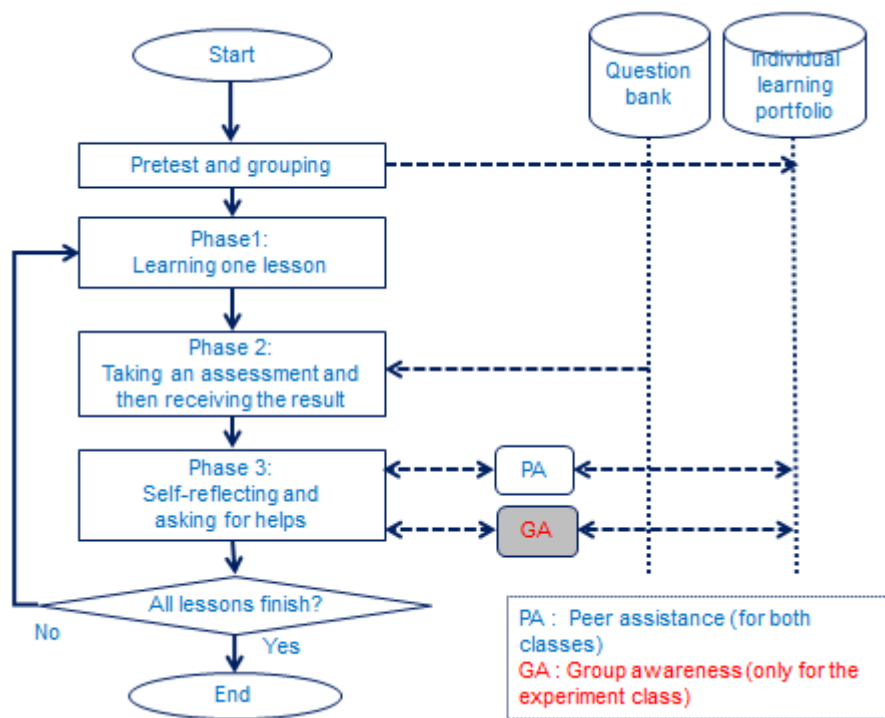 Start
Question
bank
Individual
learning
portfolio
Pretest and grouping
Phase1:
Learning one lesson
Phase 2:
Taking an assessment and
then receiving the result
Phase 3:
Self-reflecting and
asking for helps
PA
GA
All lessons finish?
No
Yes
End
PA : Peer assistance (for both
classes)
GA : Group awareness (only for the
experiment class)